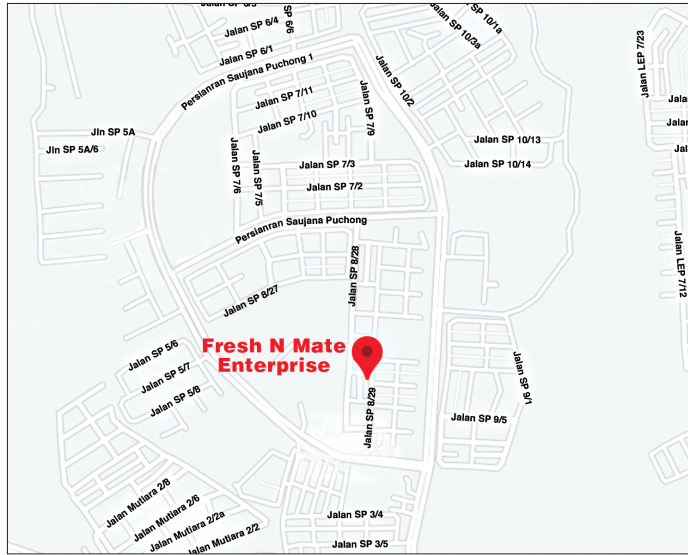 Jalan SP 6/4
SP 6/6
Jalan SP 6/1
Persianran Saujana Puchong 1
SP 10/1a
Jalan SP 10/3a
Jalan SP 10/2
Jalan LEP 7/23
Jalan SP 7/11
Jalan SP 7/10
Jalan SP 7/9
Jln SP 5A
Jln SP 5A/6
Jalan SP 10/13
Jalan SP 10/14
Jalan SP 7/6
Jalan SP 7/5
Jalan SP 7/3
Jalan SP 7/2
Persianran Saujana Puchong
Jalan SP 8/28
Jalan LEP 7/12
Jalan SP 8/27
Fresh N Mate
Enterprise
Jalan SP 5/6
Jalan SP 5/7
Jalan SP 5/8
Jalan SP 8/29
Jalan SP 9/1
Jalan SP 9/5
Jalan Mutiara 2/8
Jalan Mutiara 2/6
Jalan Mutiara 2/2a
Jalan Mutiara 2/2
Jalan SP 3/4
Jalan SP 3/5